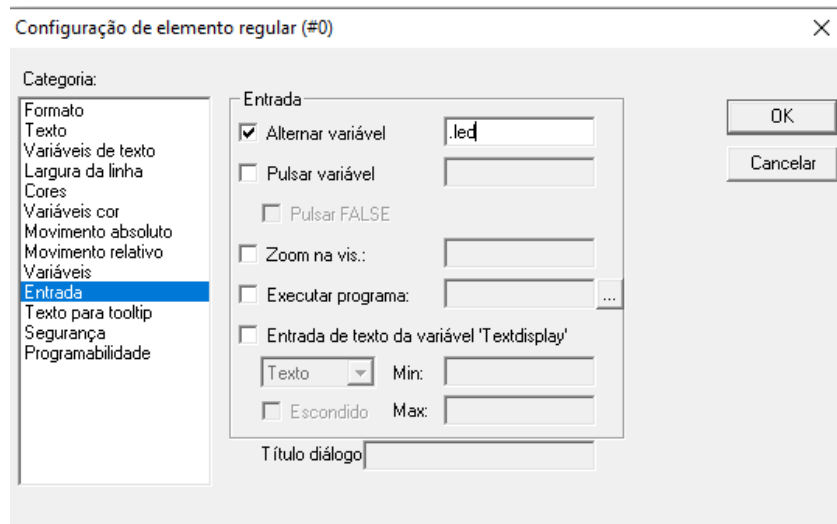 Configuração de elemento regular (#0)
Categoria:
Formato
Texto
Variáveis de texto
Largura da linha
Cores
Variáveis cor
Movimento absoluto
Movimento relativo
Variáveis
Entrada
Texto para tooltip
Segurança
Programabilidade
Entrada
Alternar variável .led
Pulsar variável
Pulsar FALSE
Zoom na vis.:
Executar programa: ...
Entrada de texto da variável 'Textdisplay'
Texto Min:
Escondido Max:
Título diálogo
OK
Cancelar